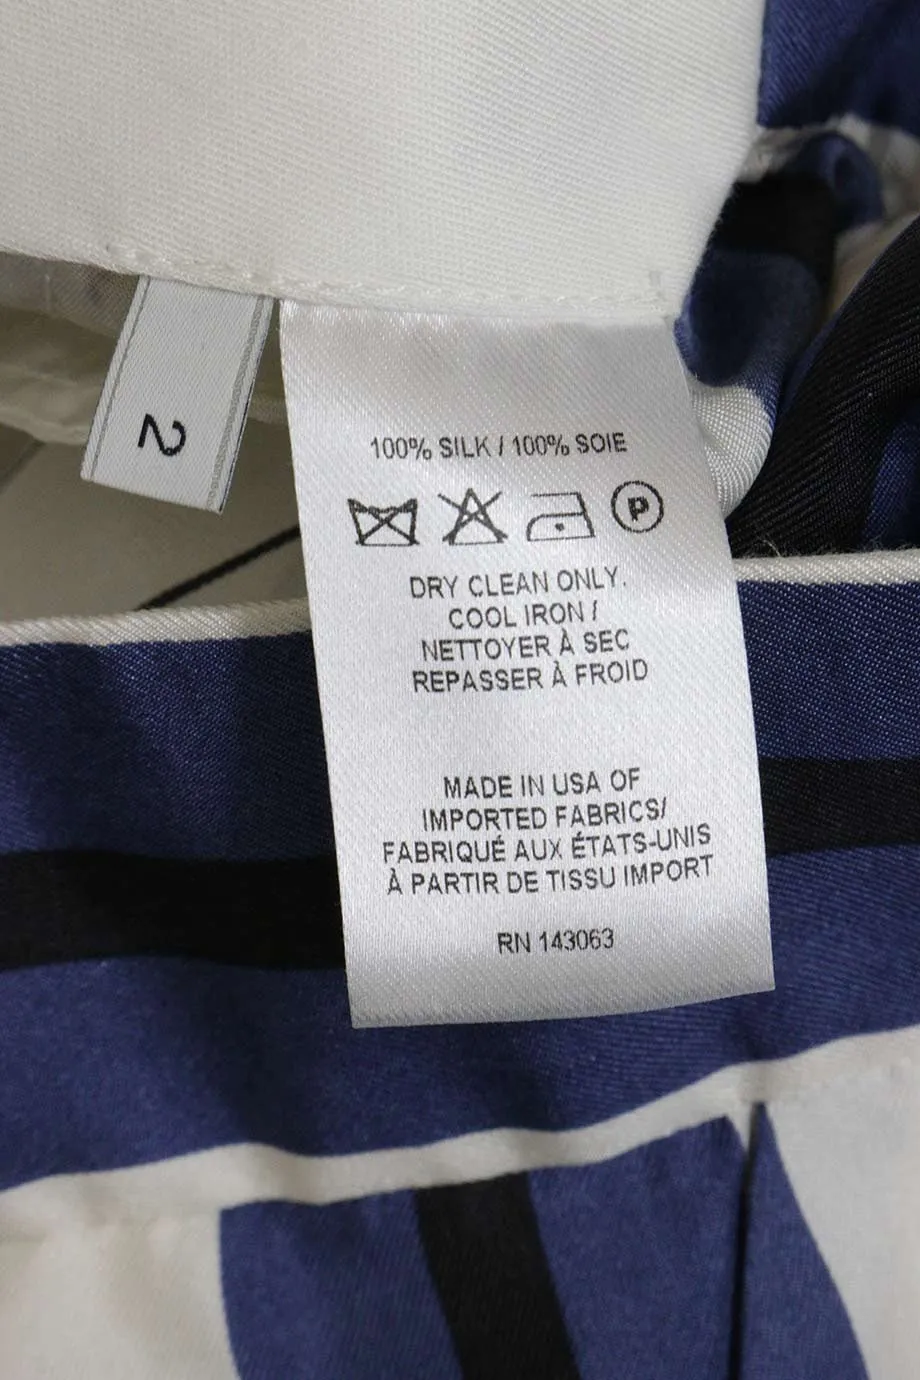 2
100% SILK / 100% SOIE
P
DRY CLEAN ONLY.
COOL IRON /
NETTOYER À SEC
REPASSER À FROID
MADE IN USA OF
IMPORTED FABRICS/
FABRIQUÉ AUX ÉTATS-UNIS
À PARTIR DE TISSU IMPORT
RN 143063